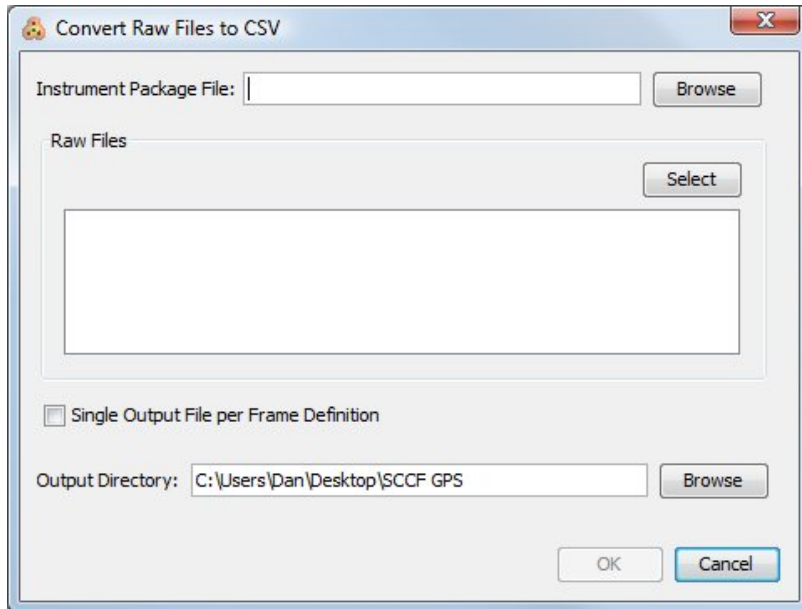 Convert Raw Files to CSV
Instrument Package File: Browse
Raw Files
Select
Single Output File per Frame Definition
Output Directory: C:\Users\Dan\Desktop\SCCF GPS Browse
OK Cancel